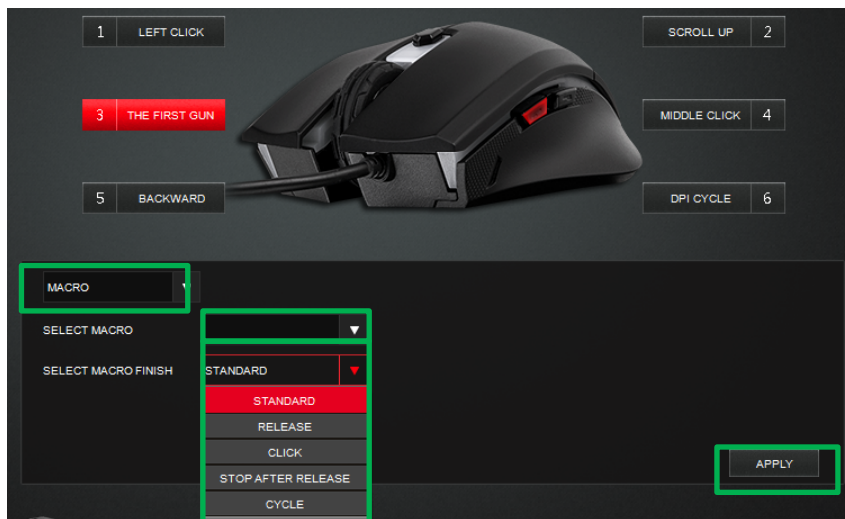 1 LEFT CLICK
SCROLL UP 2
3 THE FIRST GUN
MIDDLE CLICK 4
5 BACKWARD
DPI CYCLE 6
MACRO
SELECT MACRO
SELECT MACRO FINISH STANDARD
STANDARD
RELEASE
CLICK
STOP AFTER RELEASE
APPLY
CYCLE